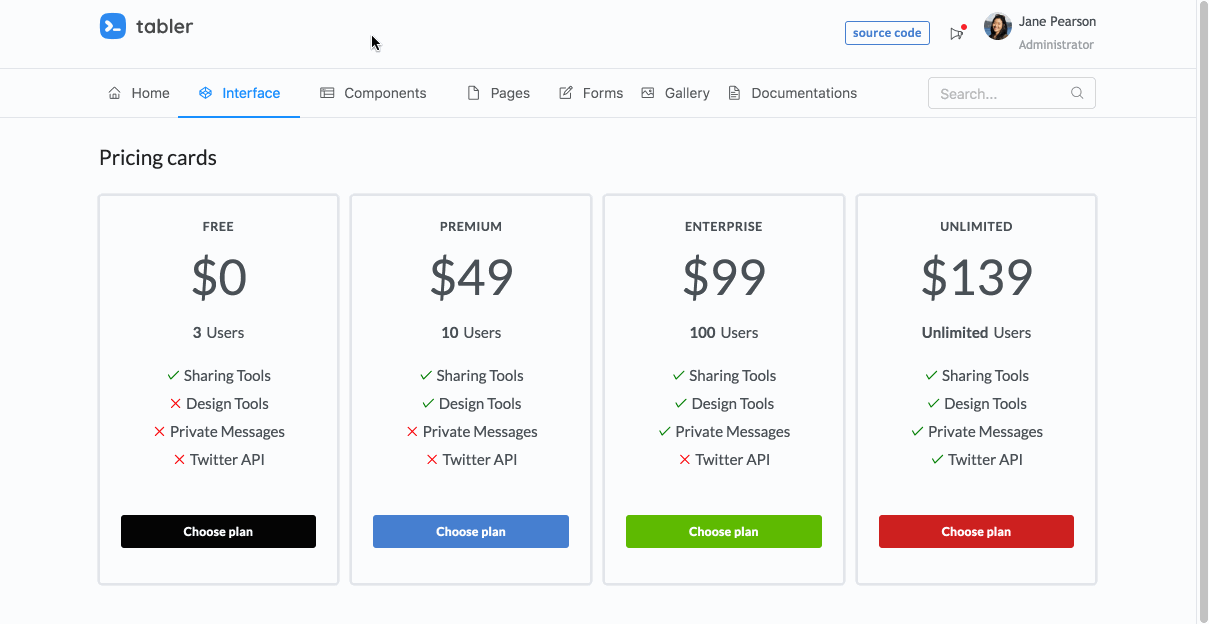 tabler
source code
Jane Pearson
Administrator
Home Interface Components Pages Forms Gallery Documentations Search...
Pricing cards
FREE
$0
3 Users
Sharing Tools
Design Tools
Private Messages
Twitter API
Choose plan
PREMIUM
$49
10 Users
Sharing Tools
Design Tools
Private Messages
Twitter API
Choose plan
ENTERPRISE
$99
100 Users
Sharing Tools
Design Tools
Private Messages
Twitter API
Choose plan
UNLIMITED
$139
Unlimited Users
Sharing Tools
Design Tools
Private Messages
Twitter API
Choose plan